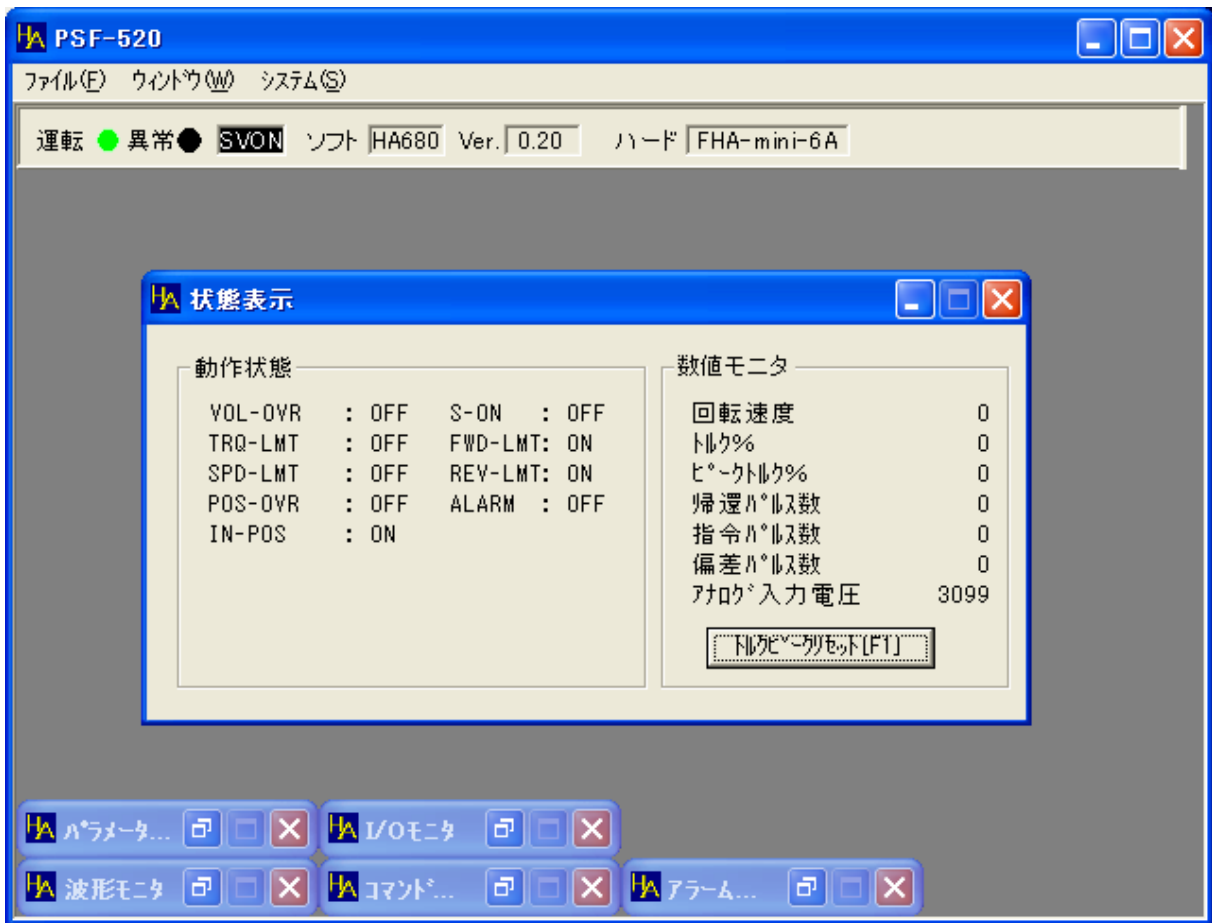 HA PSF-520
ファイル(F) ウィンドウ(W) システム(S)
運転 異常 SVON ソフト HA680 Ver. 0.20 ハード FHA-mini-6A
HA 状態表示
動作状態
VOL-OVR : OFF S-ON : OFF
TRQ-LMT : OFF FWD-LMT: ON
SPD-LMT : OFF REV-LMT: ON
POS-OVR : OFF ALARM : OFF
IN-POS : ON
数値モニタ
回転速度 0
ﾄﾙｸ% 0
ﾋﾟｰｸﾄﾙｸ% 0
帰還ﾊﾟﾙｽ数 0
指令ﾊﾟﾙｽ数 0
偏差ﾊﾟﾙｽ数 0
ｱﾅﾛｸﾞ入力電圧 3099
ﾄﾙｸﾋﾟｰｸﾘｾｯﾄ[F1]
HA ﾊﾟﾗﾒｰﾀ... HA I/Oﾓﾆﾀ
HA 波形ﾓﾆﾀ HA ｺﾏﾝﾄﾞ... HA ｱﾗｰﾑ...